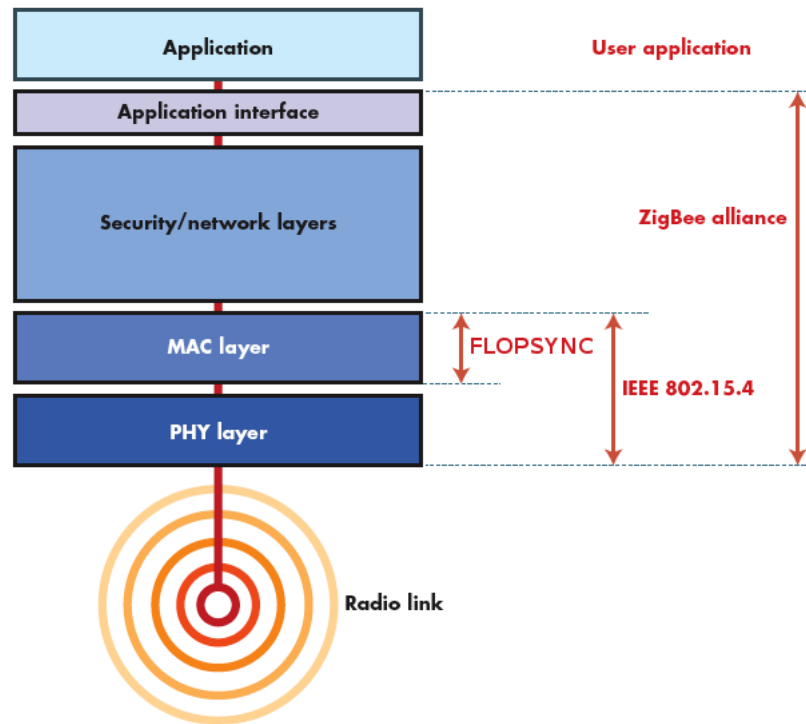 Application
User application
Application interface
ZigBee alliance
Security/network layers
MAC layer
FLOPSYNC
IEEE 802.15.4
PHY layer
Radio link